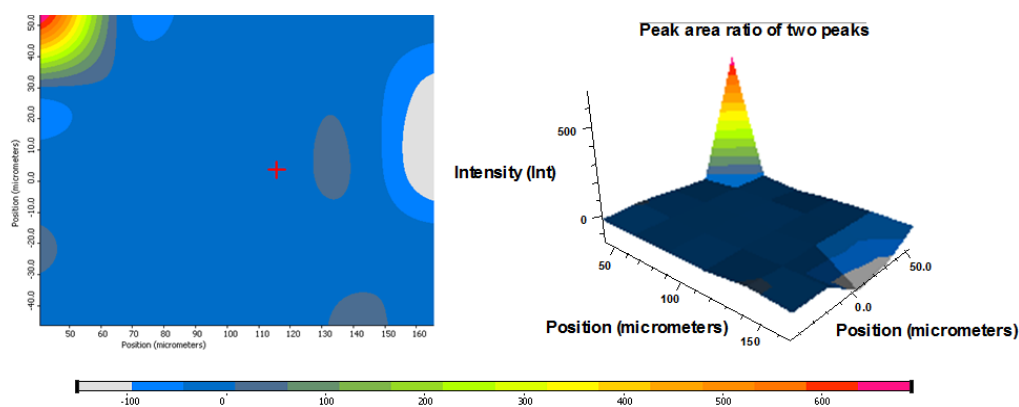 50.0
40.0
30.0
20.0
10.0
0.0
-10.0
-20.0
-30.0
-40.0
Position (micrometers)
50 60 70 80 90 100 110 120 130 140 150 160
Position (micrometers)
Peak area ratio of two peaks
Intensity (Int)
500
0
50
100
150
Position (micrometers)
0.0
50.0
Position (micrometers)
-100 0 100 200 300 400 500 600